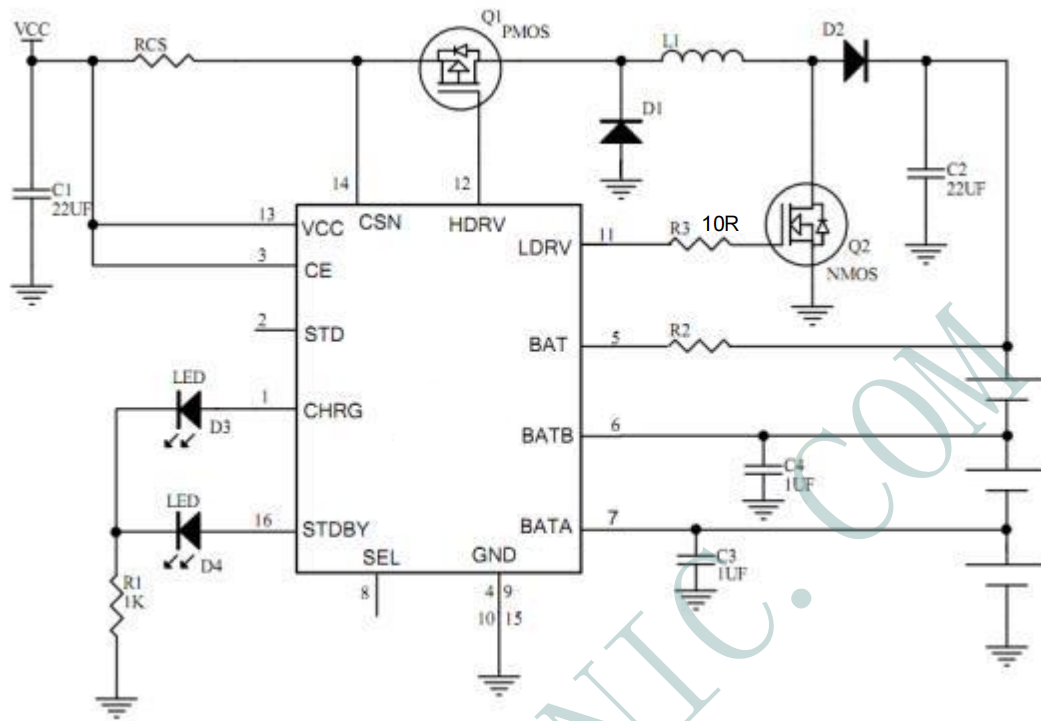 VCC
RCS
Q1
PMOS
L1
D2
D1
C1
22UF
C2
22UF
14
12
13
VCC
CSN
HDRV
3
CE
LDRV
11
R3
10R
Q2
NMOS
2
STD
BAT
5
R2
LED
1
CHRG
D3
BATB
6
C4
1UF
LED
16
STDBY
D4
BATA
7
C3
1UF
SEL
GND
8
4 9
10 15
R1
1K
NIC.COM